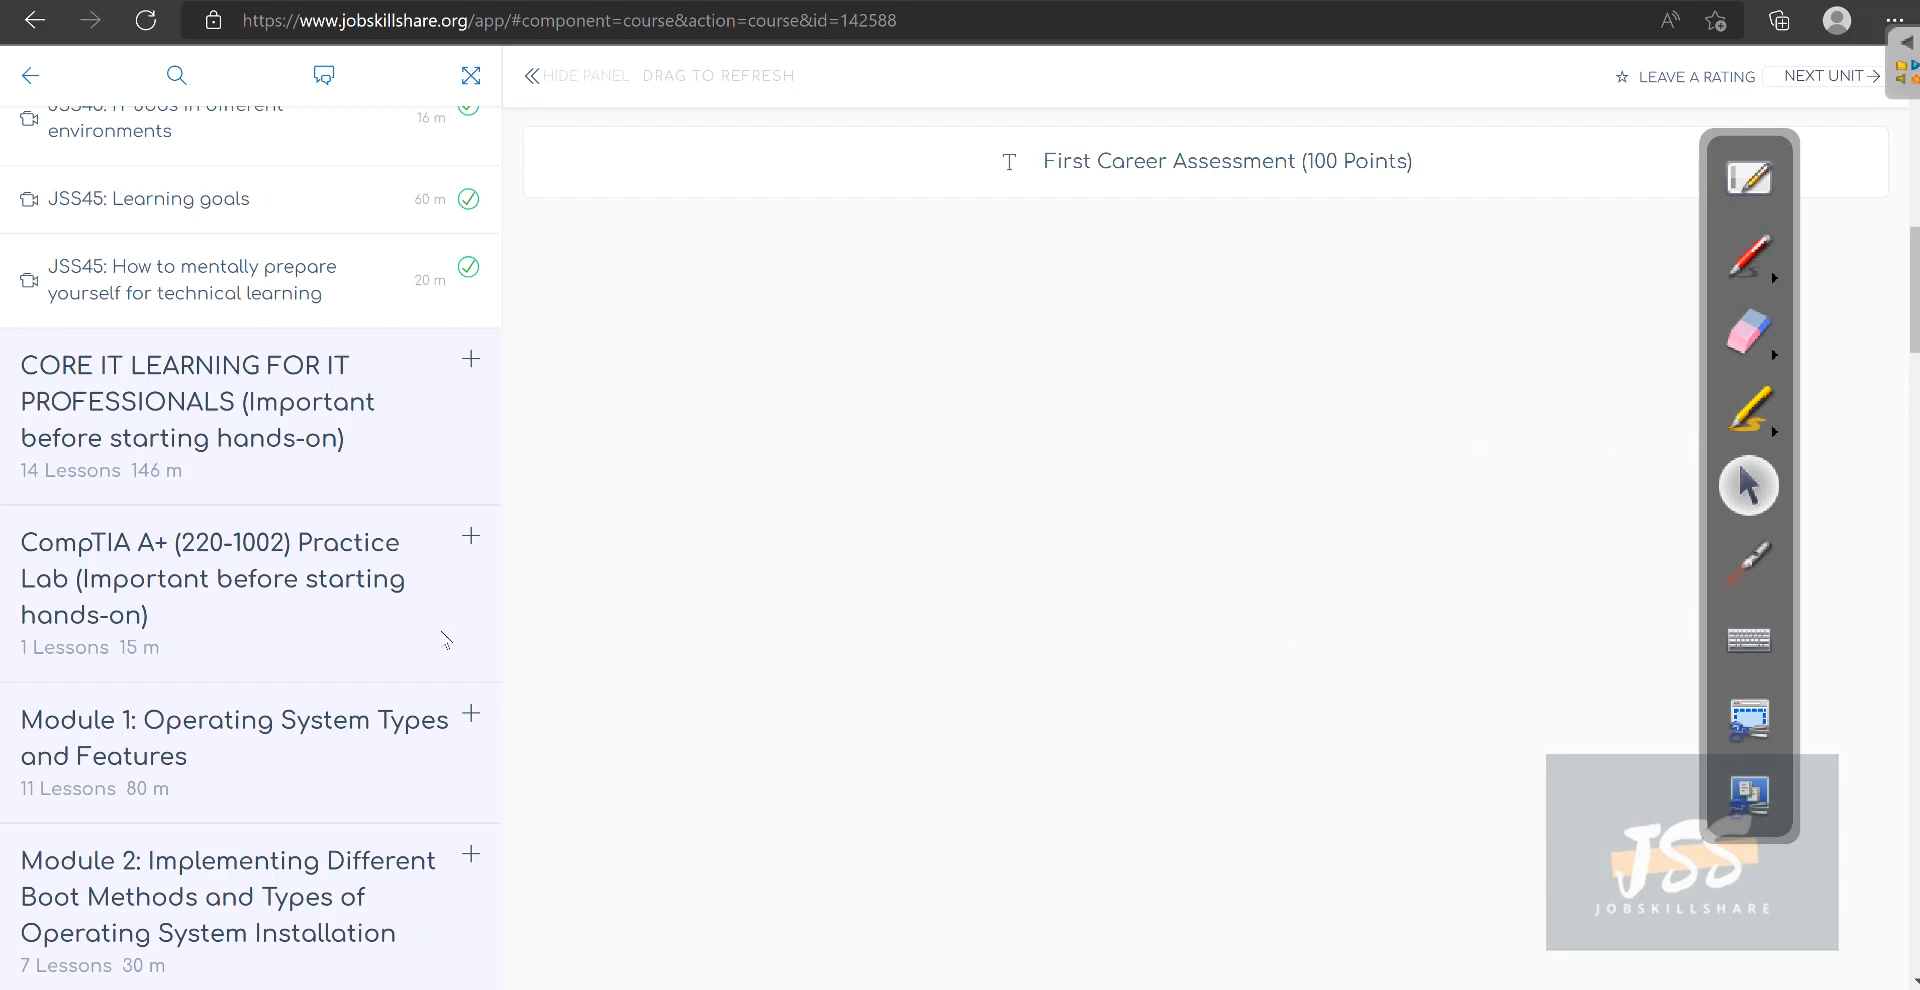 https://www.jobskillshare.org/app/#component=course&action=course&id=142588
HIDE PANEL DRAG TO REFRESH
LEAVE A RATING
NEXT UNIT
JSS45: IT Jobs in different
environments
16 m
JSS45: Learning goals
60 m
JSS45: How to mentally prepare
yourself for technical learning
20 m
CORE IT LEARNING FOR IT
PROFESSIONALS (Important
before starting hands-on)
14 Lessons 146 m
CompTIA A+ (220-1002) Practice
Lab (Important before starting
hands-on)
1 Lessons 15 m
Module 1: Operating System Types
and Features
11 Lessons 80 m
Module 2: Implementing Different
Boot Methods and Types of
Operating System Installation
7 Lessons 30 m
First Career Assessment (100 Points)
JSS
JOBSKILLSHARE